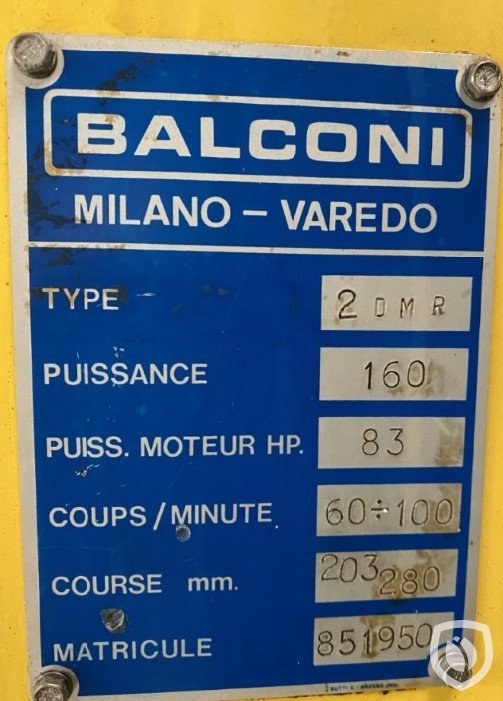 BALCONI
MILANO – VAREDO
TYPE 2 D M R
PUISSANCE 160
PUISS. MOTEUR HP. 83
COUPS/MINUTE 60÷100
COURSE mm. 203 280
MATRICULE 851950